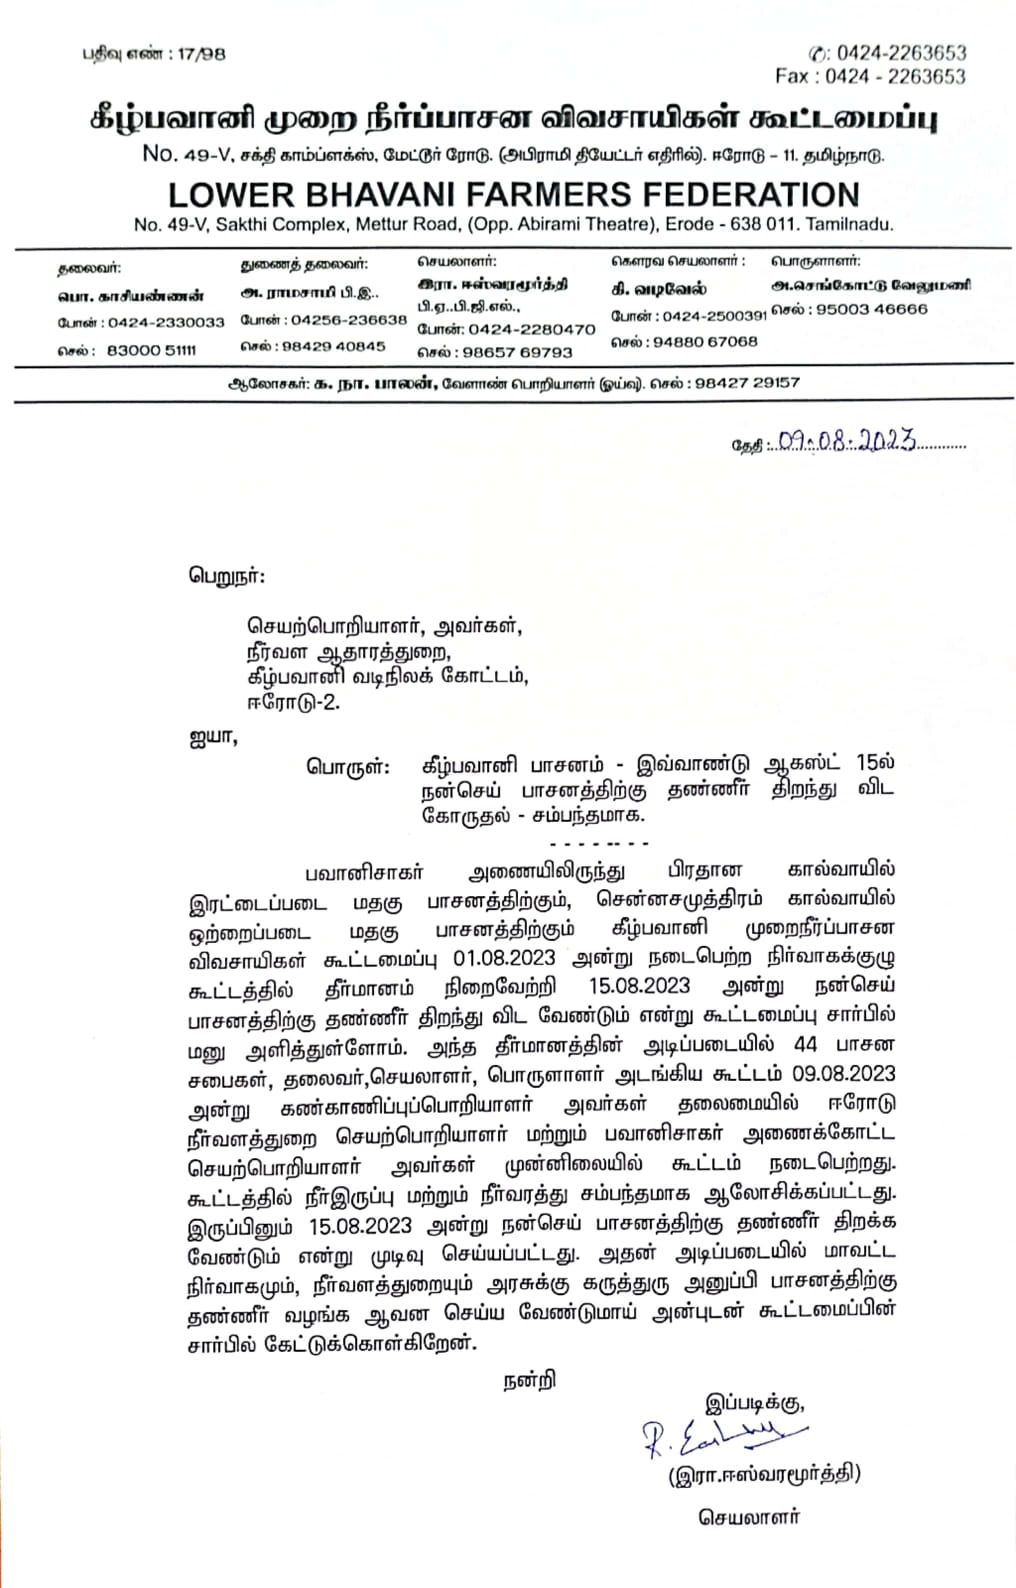 பதிவு எண் : 17/98
✆: 0424-2263653
Fax : 0424 - 2263653
கீழ்பவானி முறை நீர்ப்பாசன விவசாயிகள் கூட்டமைப்பு
No. 49-V, சக்தி காம்ப்ளக்ஸ், மேட்டூர் ரோடு. (அபிராமி தியேட்டர் எதிரில்). ஈரோடு – 11. தமிழ்நாடு.
LOWER BHAVANI FARMERS FEDERATION
No. 49-V, Sakthi Complex, Mettur Road, (Opp. Abirami Theatre), Erode - 638 011. Tamilnadu.
தலைவர்:
பொ. காசியண்ணன்
போன் : 0424-2330033
செல் : 83000 51111
துணைத் தலைவர்:
அ. ராமசாமி பி.இ..
போன் : 04256-236638
செல் : 98429 40845
செயலாளர்:
இரா. ஈஸ்வரமூர்த்தி
பி.ஏ..பி.ஜி.எல்.,
போன்: 0424-2280470
செல் : 98657 69793
கௌரவ செயலாளர் :
கி. வடிவேல்
போன் : 0424-2500391
செல் : 94880 67068
பொருளாளர்:
அ.செங்கோட்டு வேலுமணி
செல் : 95003 46666
ஆலோசகர்: க. நா. பாலன், வேளாண் பொறியாளர் (ஓய்வு). செல் : 98427 29157
தேதி : 09.08.2023
பெறுநர்:
செயற்பொறியாளர், அவர்கள்,
நீர்வள ஆதாரத்துறை,
கீழ்பவானி வடிநிலக் கோட்டம்,
ஈரோடு-2.
ஐயா,
பொருள்: கீழ்பவானி பாசனம் - இவ்வாண்டு ஆகஸ்ட் 15ல்
நன்செய் பாசனத்திற்கு தண்ணீர் திறந்து விட
கோருதல் - சம்பந்தமாக.
- - - - -- - -
பவானிசாகர் அணையிலிருந்து பிரதான கால்வாயில்
இரட்டைப்படை மதகு பாசனத்திற்கும், சென்னசமுத்திரம் கால்வாயில்
ஒற்றைப்படை மதகு பாசனத்திற்கும் கீழ்பவானி முறைநீர்ப்பாசன
விவசாயிகள் கூட்டமைப்பு 01.08.2023 அன்று நடைபெற்ற நிர்வாகக்குழு
கூட்டத்தில் தீர்மானம் நிறைவேற்றி 15.08.2023 அன்று நன்செய்
பாசனத்திற்கு தண்ணீர் திறந்து விட வேண்டும் என்று கூட்டமைப்பு சார்பில்
மனு அளித்துள்ளோம். அந்த தீர்மானத்தின் அடிப்படையில் 44 பாசன
சபைகள், தலைவர்,செயலாளர், பொருளாளர் அடங்கிய கூட்டம் 09.08.2023
அன்று கண்காணிப்புப்பொறியாளர் அவர்கள் தலைமையில் ஈரோடு
நீர்வளத்துறை செயற்பொறியாளர் மற்றும் பவானிசாகர் அணைக்கோட்ட
செயற்பொறியாளர் அவர்கள் முன்னிலையில் கூட்டம் நடைபெற்றது.
கூட்டத்தில் நீர்இருப்பு மற்றும் நீர்வரத்து சம்பந்தமாக ஆலோசிக்கப்பட்டது.
இருப்பினும் 15.08.2023 அன்று நன்செய் பாசனத்திற்கு தண்ணீர் திறக்க
வேண்டும் என்று முடிவு செய்யப்பட்டது. அதன் அடிப்படையில் மாவட்ட
நிர்வாகமும், நீர்வளத்துறையும் அரசுக்கு கருத்துரு அனுப்பி பாசனத்திற்கு
தண்ணீர் வழங்க ஆவன செய்ய வேண்டுமாய் அன்புடன் கூட்டமைப்பின்
சார்பில் கேட்டுக்கொள்கிறேன்.
நன்றி
இப்படிக்கு,
(இரா.ஈஸ்வரமூர்த்தி)
செயலாளர்